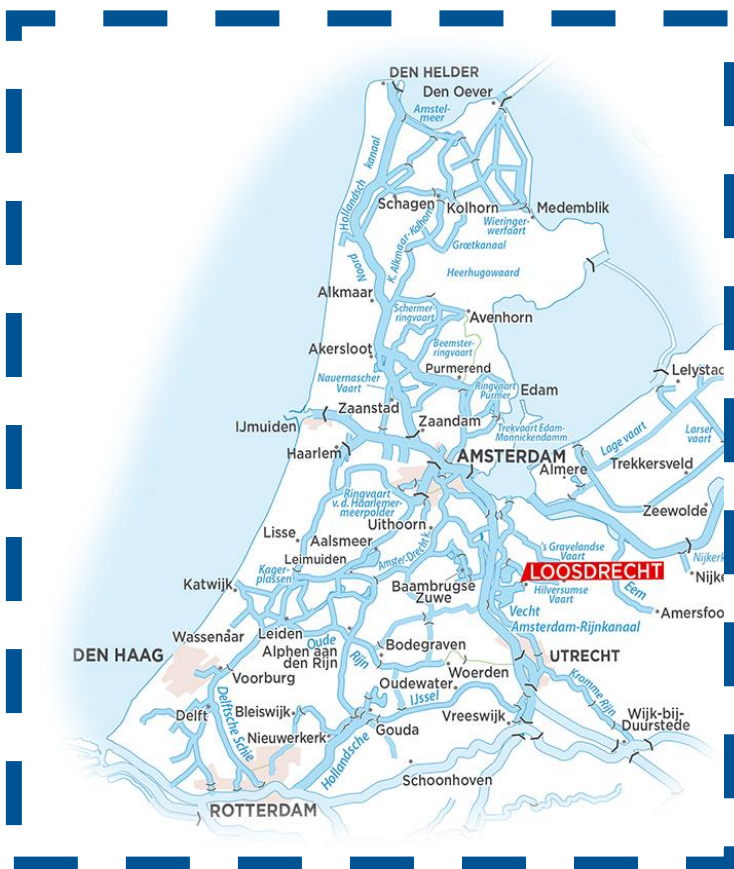 DEN HELDER
Den Oever
Amstel-
meer
Noord
Hollandsch
kanaal
Schagen
Kolhorn
Medemblik
Wieringer-
werfaart
K. Alkmaar-Kolhorn
Grœtkanaal
Heerhugowaard
Alkmaar
Schermer-
ringvaart
Avenhorn
Akersloot
Beemster-
ringvaart
Purmerend
Lelystad
Nauernascher
Vaart
Ringvaart
Purmer
Edam
Zaanstad
IJmuiden
Zaandam
Trekvaart Edam-
Monnickendamm
Lage vaart
Larser
vaart
Haarlem
AMSTERDAM
Almere
Trekkersveld
Ringvaart
v.d. Haarlemer-
meerpolder
Zeewolde
Uithoorn
Lisse
Aalsmeer
's Gravelandse
Vaart
Leimuiden
Amstel-Drecht k.
Nijkerk
Kager-
plassen
LOOSDRECHT
Nijke
Katwijk
Baambrugse
Zuwe
Hilversumse
Vaart
Eem
Vecht
Amersfoo
Amsterdam-Rijnkanaal
Wassenaar
Leiden
Oude
Rijn
Alphen aan
den Rijn
Bodegraven
DEN HAAG
UTRECHT
Voorburg
Woerden
Kromme Rijn
Oudewater
Delft
Delftsche Schie
Bleiswijk
Hollandsche
IJssel
Vreeswijk
Wijk-bij-
Duurstede
Nieuwerkerk
Gouda
Schoonhoven
ROTTERDAM